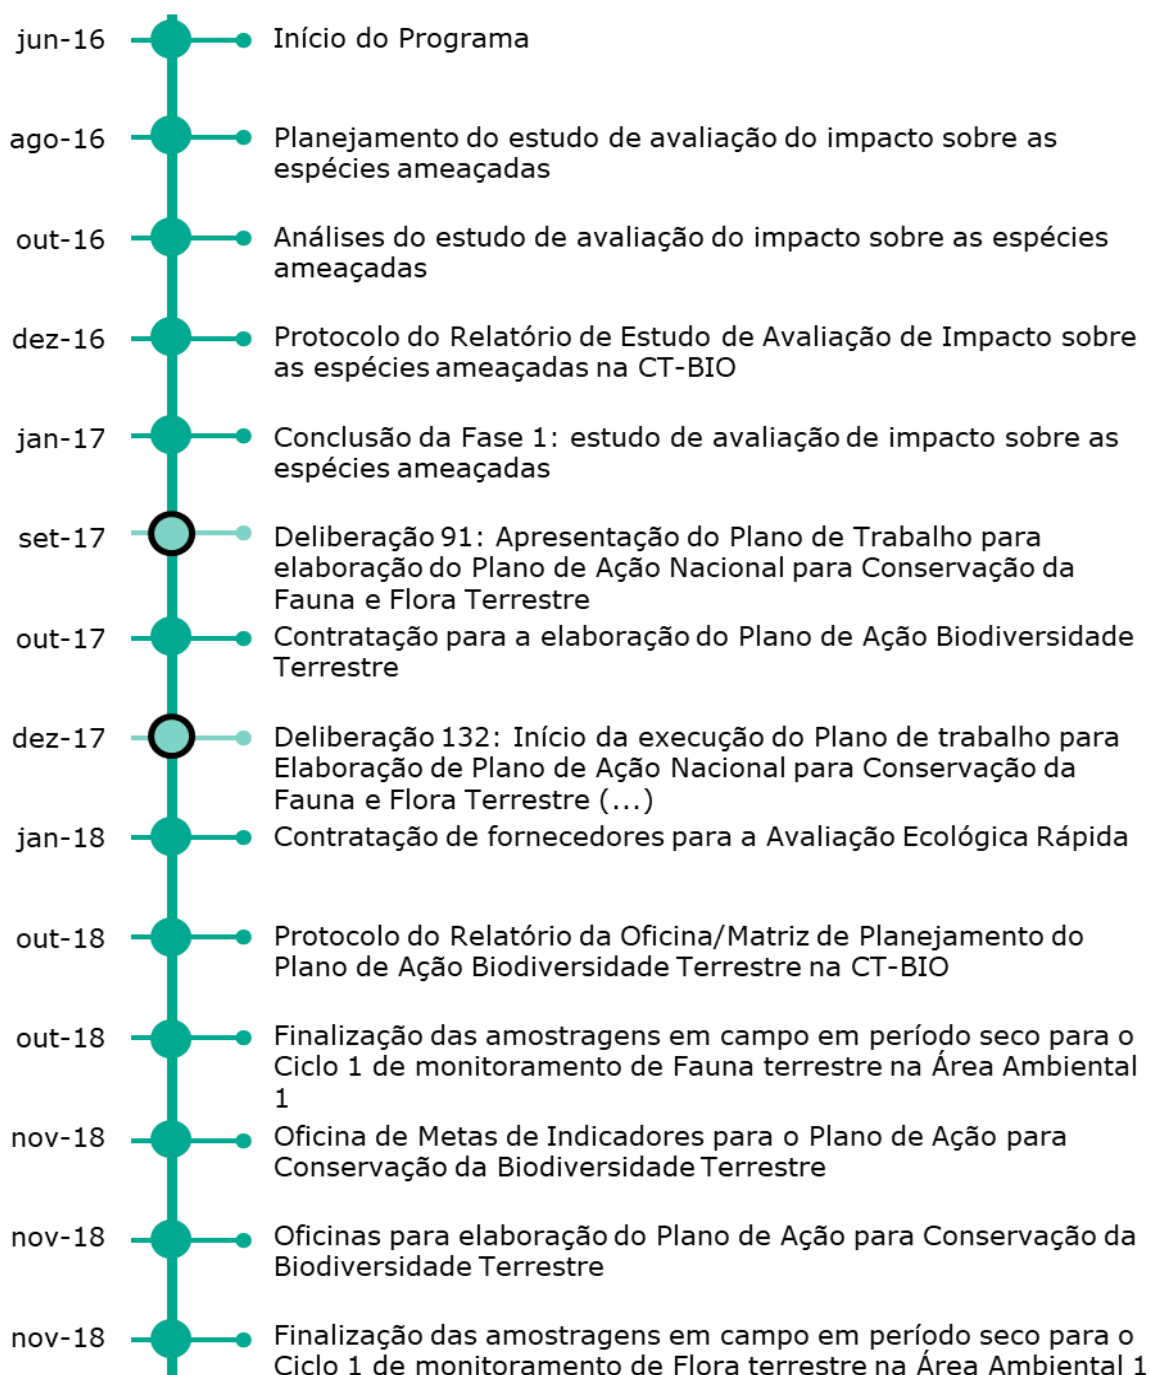 jun-16 Início do Programa
ago-16 Planejamento do estudo de avaliação do impacto sobre as
espécies ameaçadas
out-16 Análises do estudo de avaliação do impacto sobre as espécies
ameaçadas
dez-16 Protocolo do Relatório de Estudo de Avaliação de Impacto sobre
as espécies ameaçadas na CT-BIO
jan-17 Conclusão da Fase 1: estudo de avaliação de impacto sobre as
espécies ameaçadas
set-17 Deliberação 91: Apresentação do Plano de Trabalho para
elaboração do Plano de Ação Nacional para Conservação da
Fauna e Flora Terrestre
out-17 Contratação para a elaboração do Plano de Ação Biodiversidade
Terrestre
dez-17 Deliberação 132: Início da execução do Plano de trabalho para
Elaboração de Plano de Ação Nacional para Conservação da
Fauna e Flora Terrestre (...)
jan-18 Contratação de fornecedores para a Avaliação Ecológica Rápida
out-18 Protocolo do Relatório da Oficina/Matriz de Planejamento do
Plano de Ação Biodiversidade Terrestre na CT-BIO
out-18 Finalização das amostragens em campo em período seco para o
Ciclo 1 de monitoramento de Fauna terrestre na Área Ambiental
1
nov-18 Oficina de Metas de Indicadores para o Plano de Ação para
Conservação da Biodiversidade Terrestre
nov-18 Oficinas para elaboração do Plano de Ação para Conservação da
Biodiversidade Terrestre
nov-18 Finalização das amostragens em campo em período seco para o
Ciclo 1 de monitoramento de Flora terrestre na Área Ambiental 1